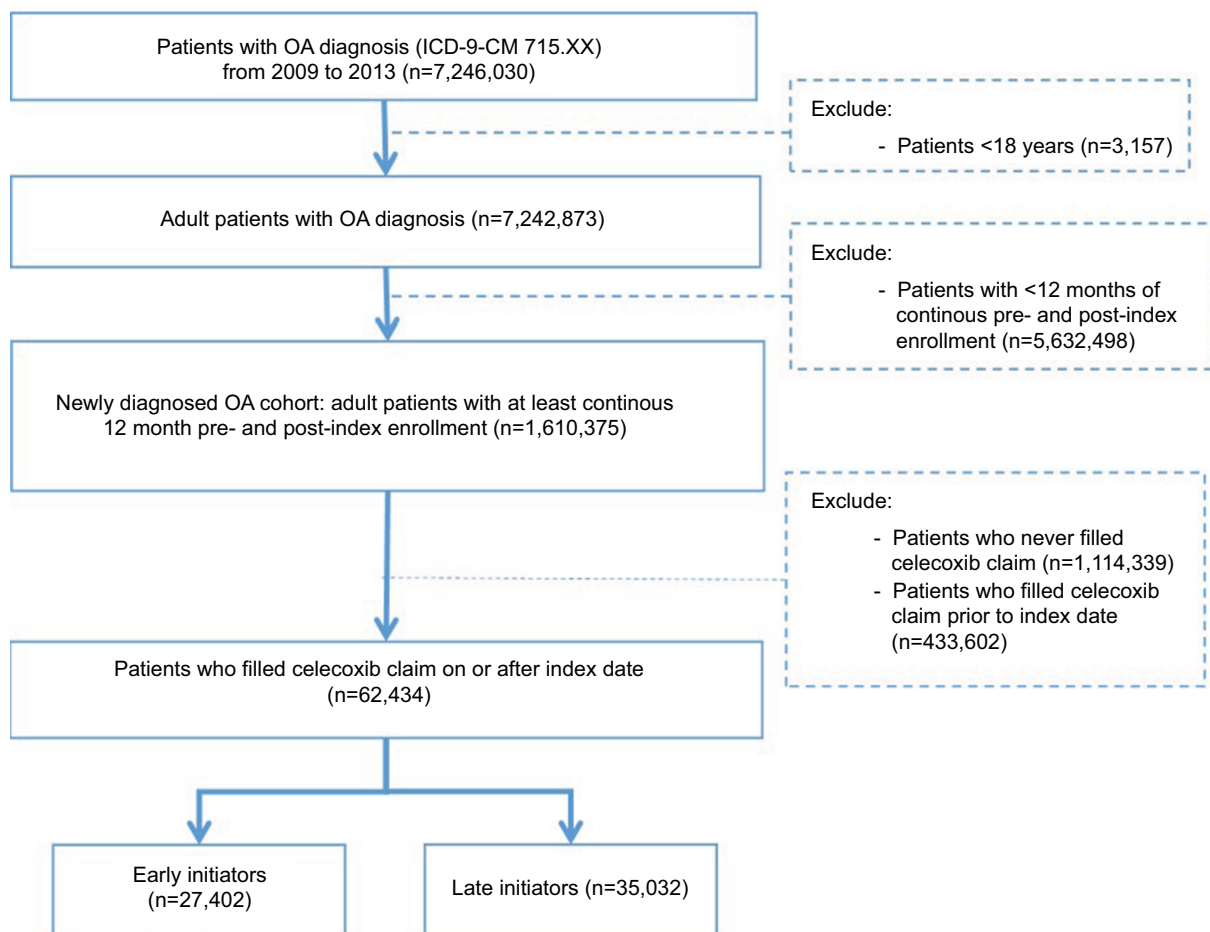 Patients with OA diagnosis (ICD-9-CM 715.XX)
from 2009 to 2013 (n=7,246,030)
Exclude:
- Patients <18 years (n=3,157)
Adult patients with OA diagnosis (n=7,242,873)
Exclude:
- Patients with <12 months of
continous pre- and post-index
enrollment (n=5,632,498)
Newly diagnosed OA cohort: adult patients with at least continous
12 month pre- and post-index enrollment (n=1,610,375)
Exclude:
- Patients who never filled
celecoxib claim (n=1,114,339)
- Patients who filled celecoxib
claim prior to index date
(n=433,602)
Patients who filled celecoxib claim on or after index date
(n=62,434)
Early initiators
(n=27,402)
Late initiators (n=35,032)